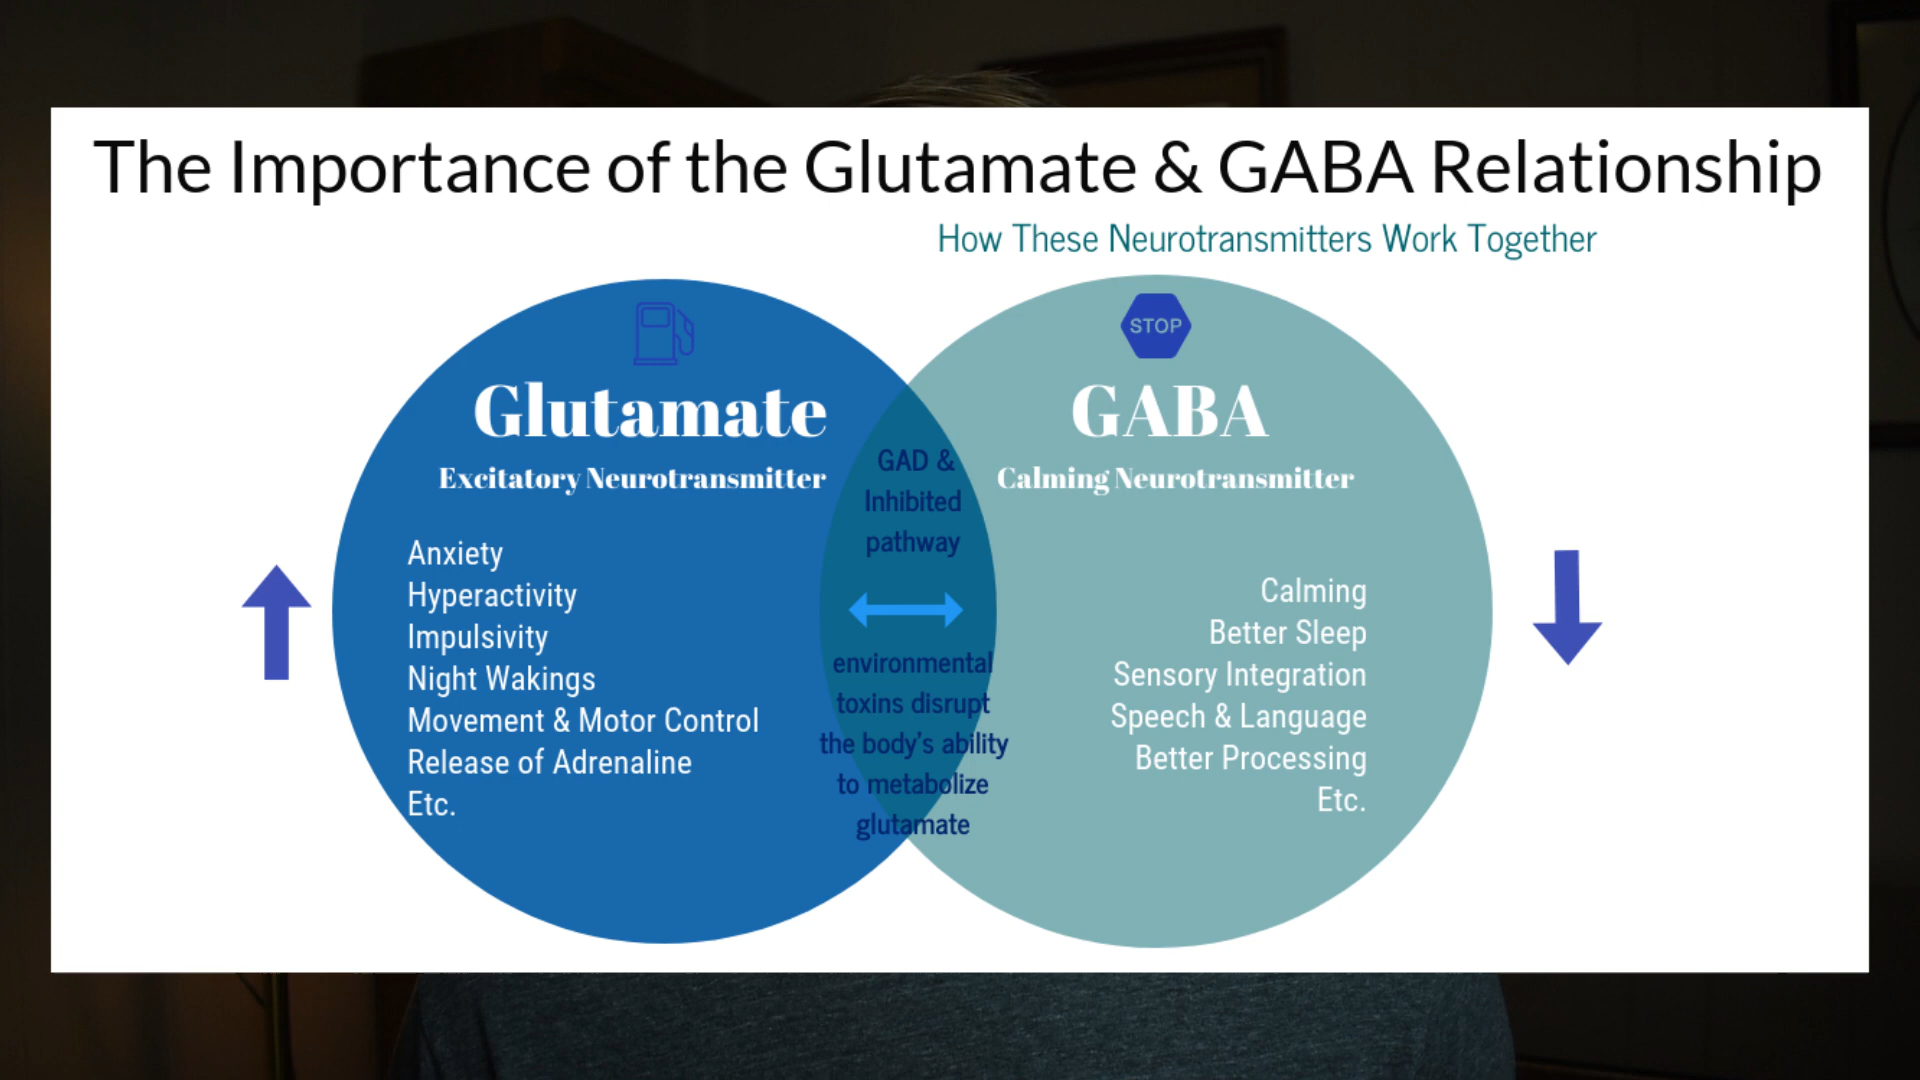 The Importance of the Glutamate & GABA Relationship
How These Neurotransmitters Work Together
Glutamate
Excitatory Neurotransmitter
Anxiety
Hyperactivity
Impulsivity
Night Wakings
Movement & Motor Control
Release of Adrenaline
Etc.
GAD &
Inhibited
pathway
environmental
toxins disrupt
the body's ability
to metabolize
glutamate
STOP
GABA
Calming Neurotransmitter
Calming
Better Sleep
Sensory Integration
Speech & Language
Better Processing
Etc.